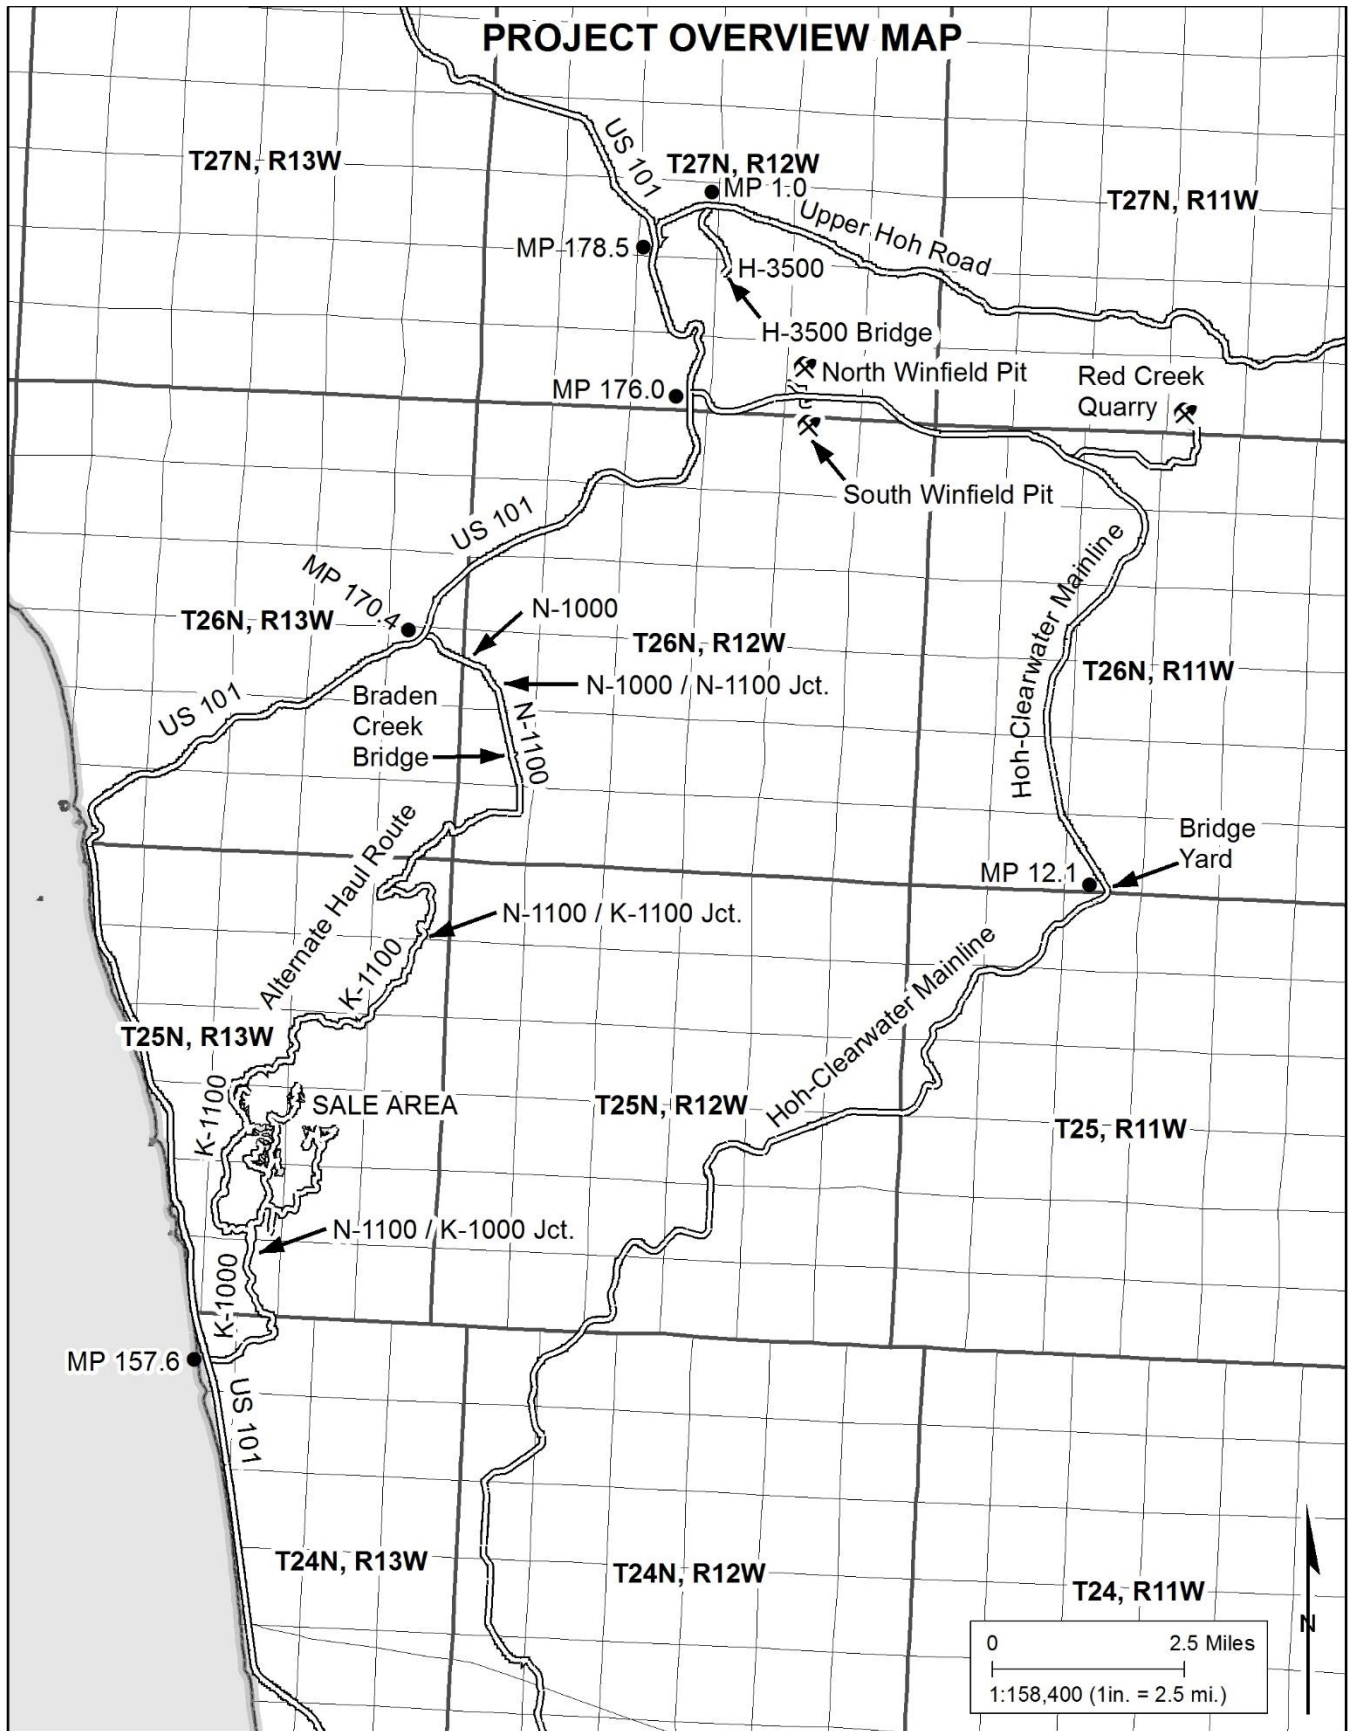 PROJECT OVERVIEW MAP
US 101
T27N, R13W
T27N, R12W
MP 1.0
T27N, R11W
Upper Hoh Road
MP 178.5
H-3500
H-3500 Bridge
North Winfield Pit
Red Creek
Quarry
MP 176.0
South Winfield Pit
US 101
MP 170.4
Hoh-Clearwater Mainline
N-1000
T26N, R13W
T26N, R12W
T26N, R11W
N-1000 / N-1100 Jct.
US 101
Braden
Creek
Bridge
N-1100
Alternate Haul Route
Bridge
Yard
MP 12.1
N-1100 / K-1100 Jct.
K-1100
Hoh-Clearwater Mainline
T25N, R13W
K-1100
SALE AREA
T25N, R12W
T25, R11W
N-1100 / K-1000 Jct.
K-1000
MP 157.6
US 101
T24N, R13W
T24N, R12W
T24, R11W
N
0 2.5 Miles
1:158,400 (1in. = 2.5 mi.)